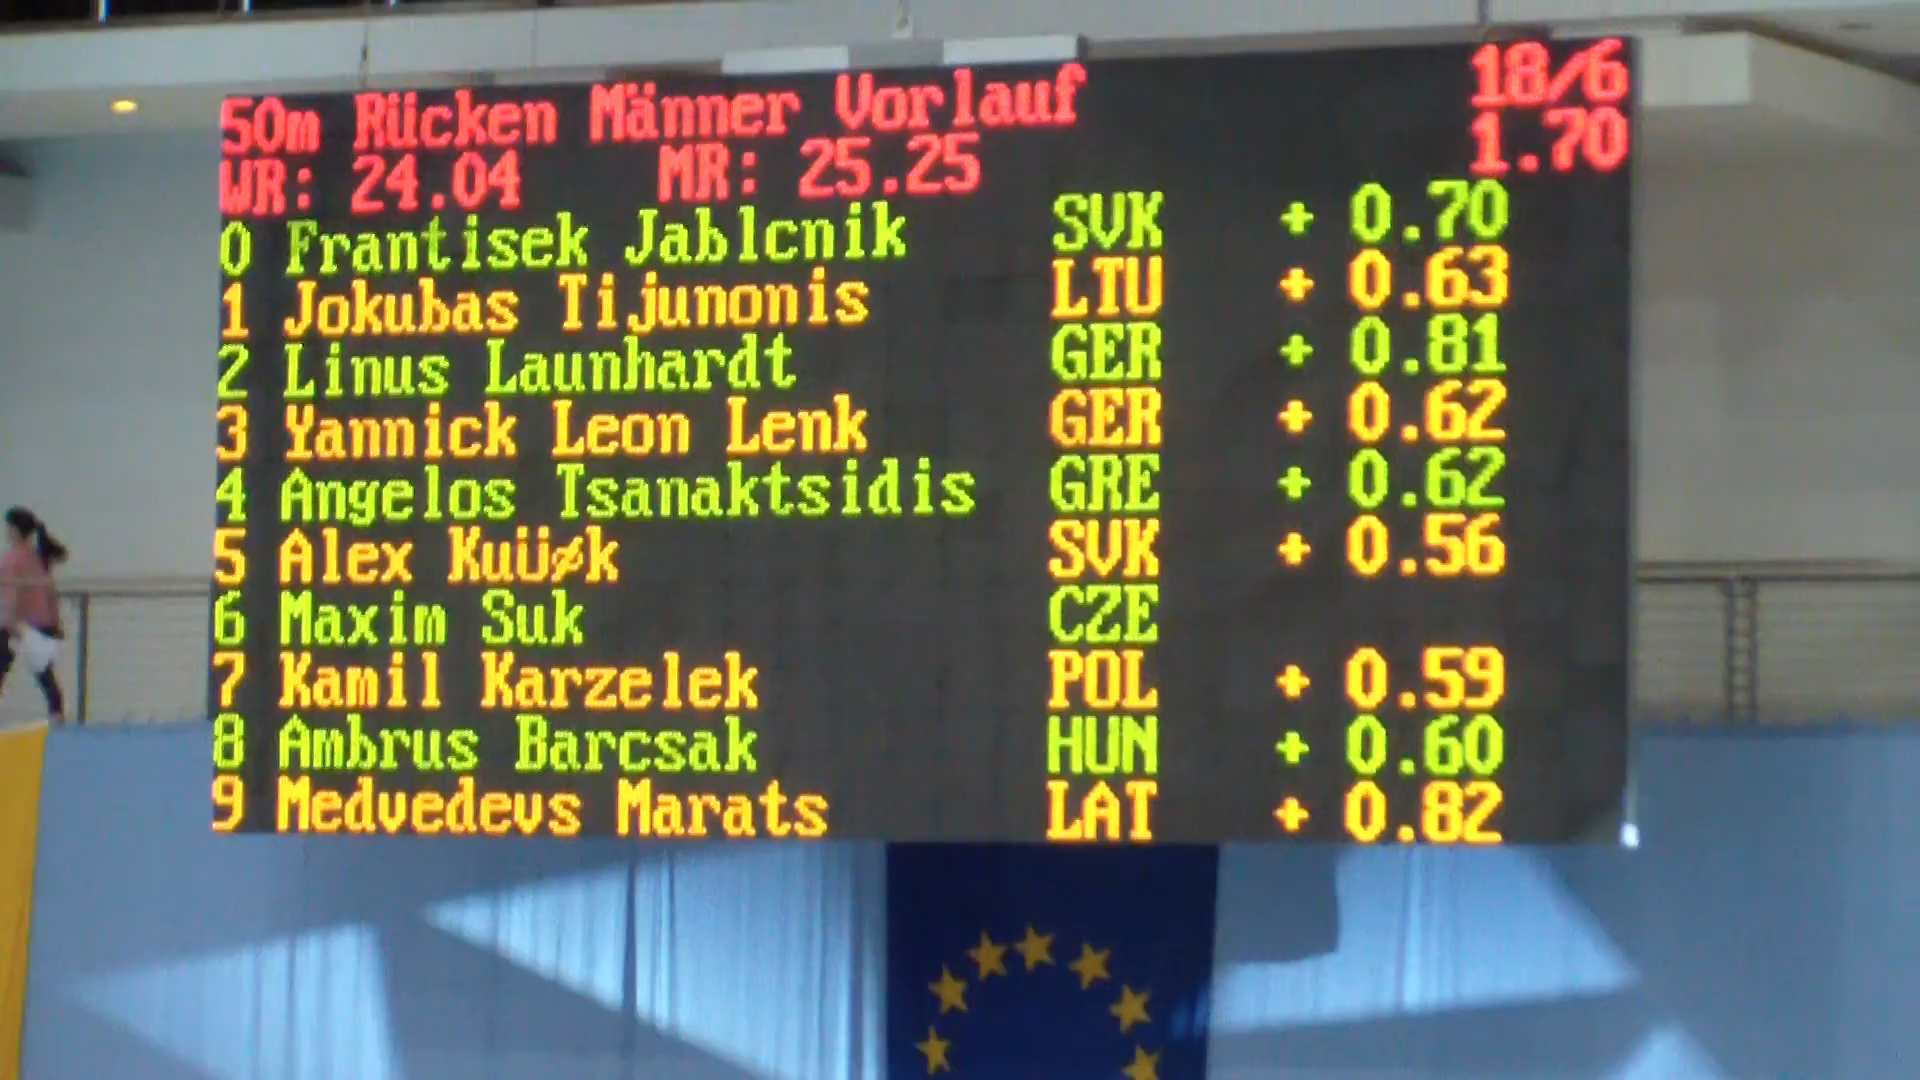 50m Rücken Männer Vorlauf 18/6
WR: 24.04 MR: 25.25 1.70
0 Frantisek Jablcnik SVK + 0.70
1 Jokubas Tijunonis LTU + 0.63
2 Linus Launhardt GER + 0.81
3 Yannick Leon Lenk GER + 0.62
4 Angelos Tsanaktsidis GRE + 0.62
5 Alex Kuüøk SVK + 0.56
6 Maxim Suk CZE
7 Kamil Karzelek POL + 0.59
8 Ambrus Barcsak HUN + 0.60
9 Medvedevs Marats LAT + 0.82